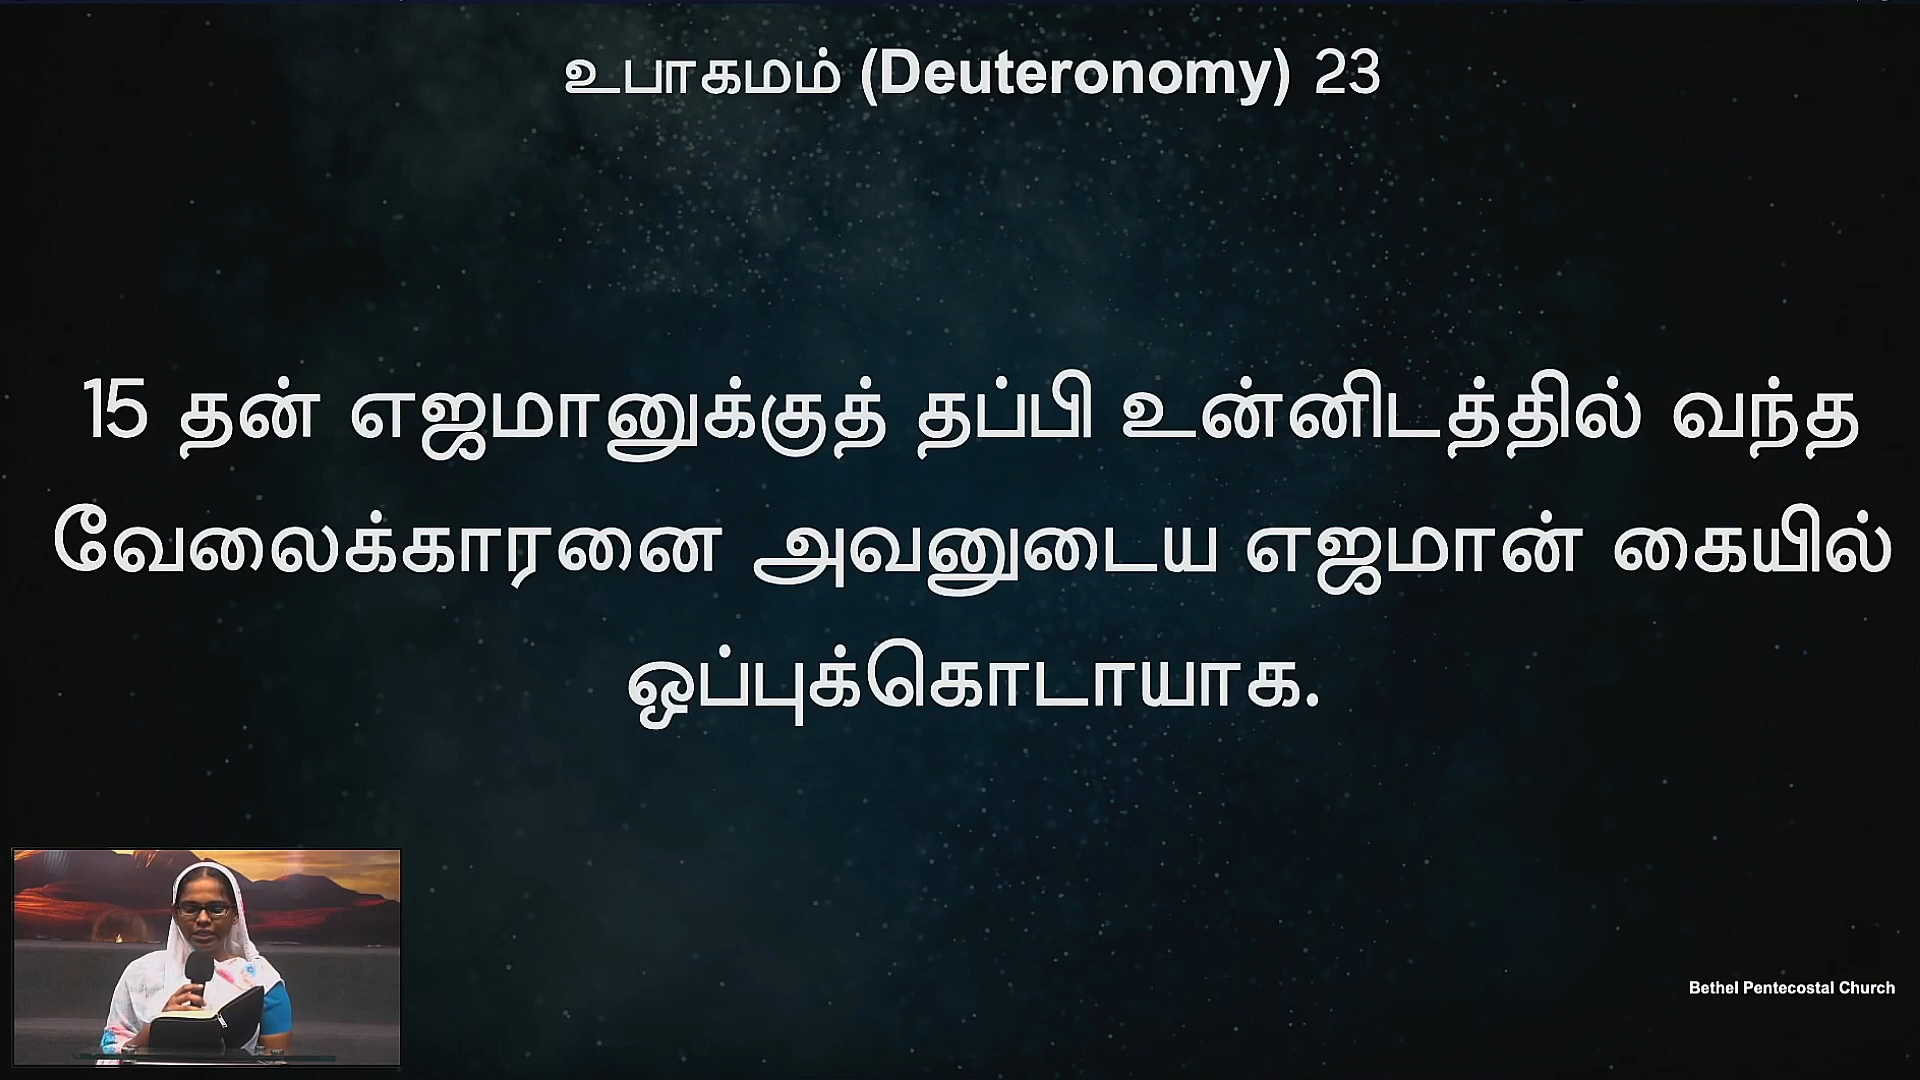 உபாகமம் (Deuteronomy) 23
15 தன் எஜமானுக்குத் தப்பி உன்னிடத்தில் வந்த
வேலைக்காரனை அவனுடைய எஜமான் கையில்
ஒப்புக்கொடாயாக.
Bethel Pentecostal Church